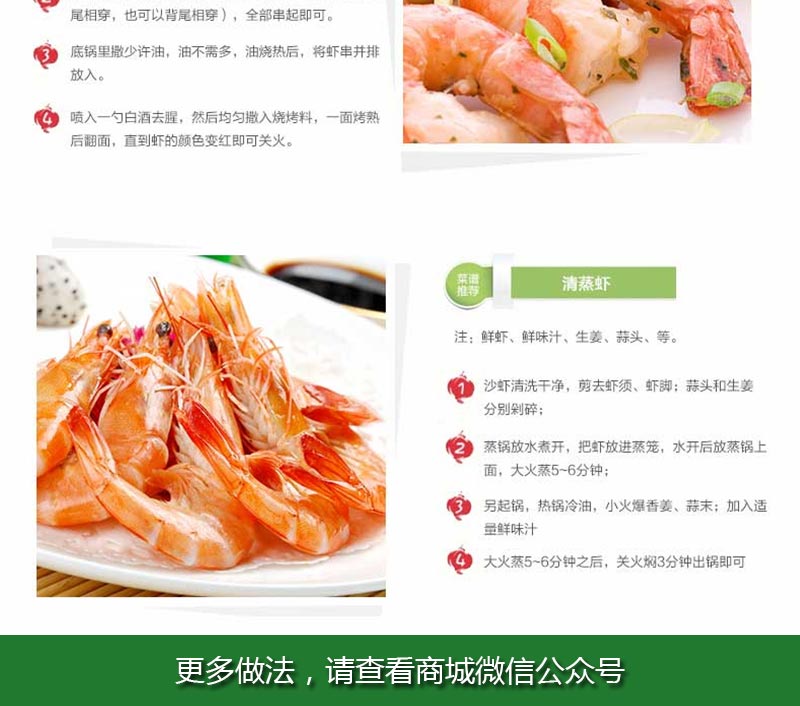 尾相穿，也可以背尾相穿），全部串起即可。
3 底锅里撒少许油，油不需多，油烧热后，将虾串并排
放入。
4 喷入一勺白酒去腥，然后均匀撒入烧烤料，一面烤熟
后翻面，直到虾的颜色变红即可关火。
菜谱
推荐
清蒸虾
注：鲜虾、鲜味汁、生姜、蒜头、等。
1 沙虾清洗干净，剪去虾须、虾脚；蒜头和生姜
分别剁碎；
2 蒸锅放水煮开，把虾放进蒸笼，水开后放蒸锅上
面，大火蒸5~6分钟；
3 另起锅，热锅冷油，小火爆香姜、蒜末；加入适
量鲜味汁
4 大火蒸5~6分钟之后，关火焖3分钟出锅即可
更多做法，请查看商城微信公众号